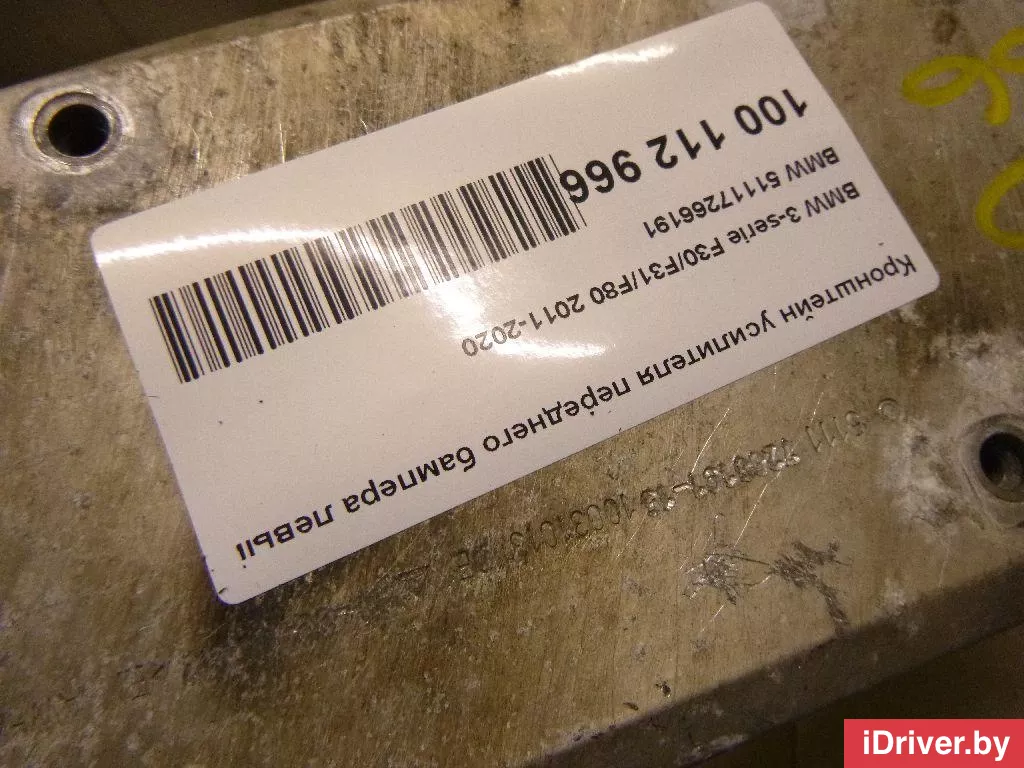 100 112 966
BMW 51117266191
BMW 3-serie F30/F31/F80 2011-2020
Кронштейн усилителя переднего бампера левый
iDriver.by